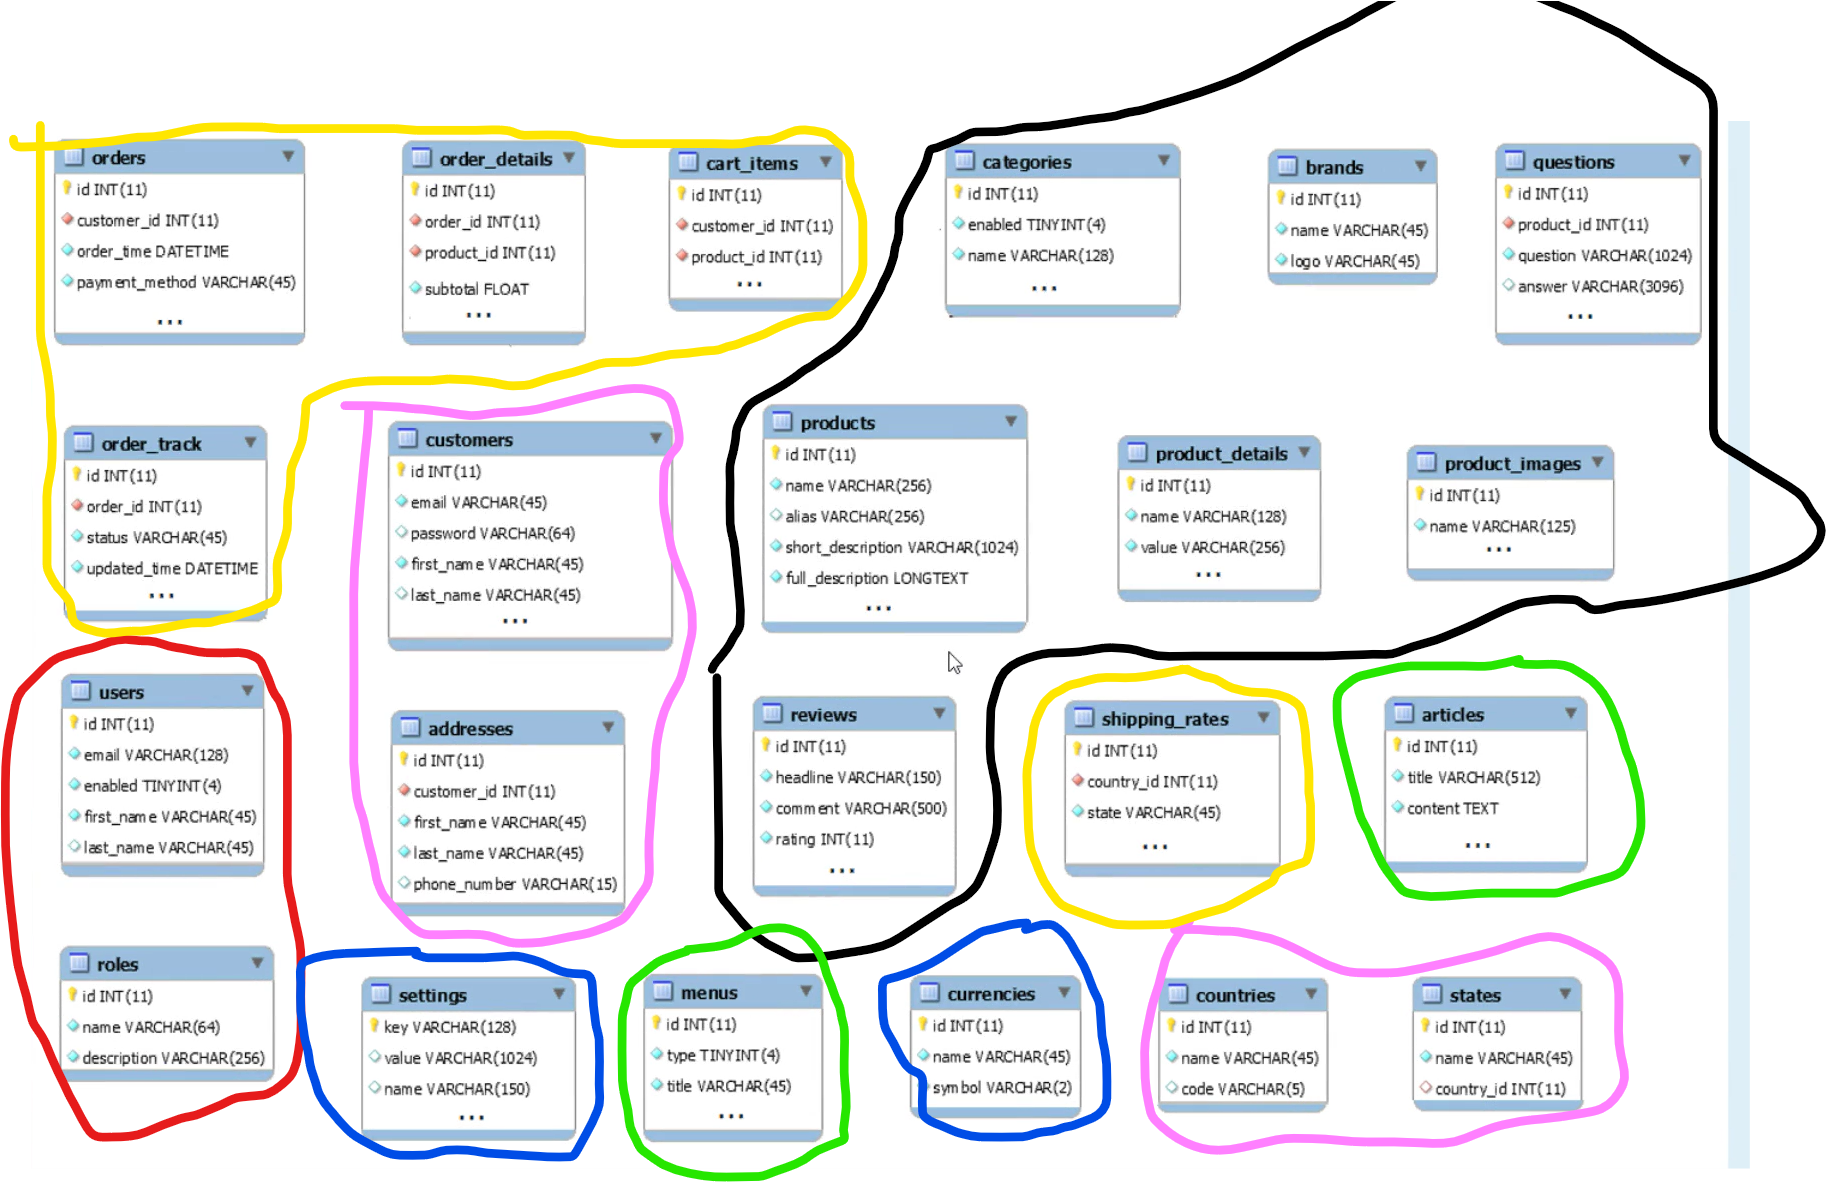 orders
id INT(11)
customer_id INT(11)
order_time DATETIME
payment_method VARCHAR(45)
...
order_details
id INT(11)
order_id INT(11)
product_id INT(11)
subtotal FLOAT
...
cart_items
id INT(11)
customer_id INT(11)
product_id INT(11)
...
categories
id INT(11)
enabled TINYINT(4)
name VARCHAR(128)
...
brands
id INT(11)
name VARCHAR(45)
logo VARCHAR(45)
questions
id INT(11)
product_id INT(11)
question VARCHAR(1024)
answer VARCHAR(3096)
...
order_track
id INT(11)
order_id INT(11)
status VARCHAR(45)
updated_time DATETIME
...
customers
id INT(11)
email VARCHAR(45)
password VARCHAR(64)
first_name VARCHAR(45)
last_name VARCHAR(45)
...
products
id INT(11)
name VARCHAR(256)
alias VARCHAR(256)
short_description VARCHAR(1024)
full_description LONGTEXT
...
product_details
id INT(11)
name VARCHAR(128)
value VARCHAR(256)
...
product_images
id INT(11)
name VARCHAR(125)
...
users
id INT(11)
email VARCHAR(128)
enabled TINYINT(4)
first_name VARCHAR(45)
last_name VARCHAR(45)
addresses
id INT(11)
customer_id INT(11)
first_name VARCHAR(45)
last_name VARCHAR(45)
phone_number VARCHAR(15)
reviews
id INT(11)
headline VARCHAR(150)
comment VARCHAR(500)
rating INT(11)
...
shipping_rates
id INT(11)
country_id INT(11)
state VARCHAR(45)
...
articles
id INT(11)
title VARCHAR(512)
content TEXT
...
roles
id INT(11)
name VARCHAR(64)
description VARCHAR(256)
settings
key VARCHAR(128)
value VARCHAR(1024)
name VARCHAR(150)
...
menus
id INT(11)
type TINYINT(4)
title VARCHAR(45)
...
currencies
id INT(11)
name VARCHAR(45)
symbol VARCHAR(2)
countries
id INT(11)
name VARCHAR(45)
code VARCHAR(5)
states
id INT(11)
name VARCHAR(45)
country_id INT(11)